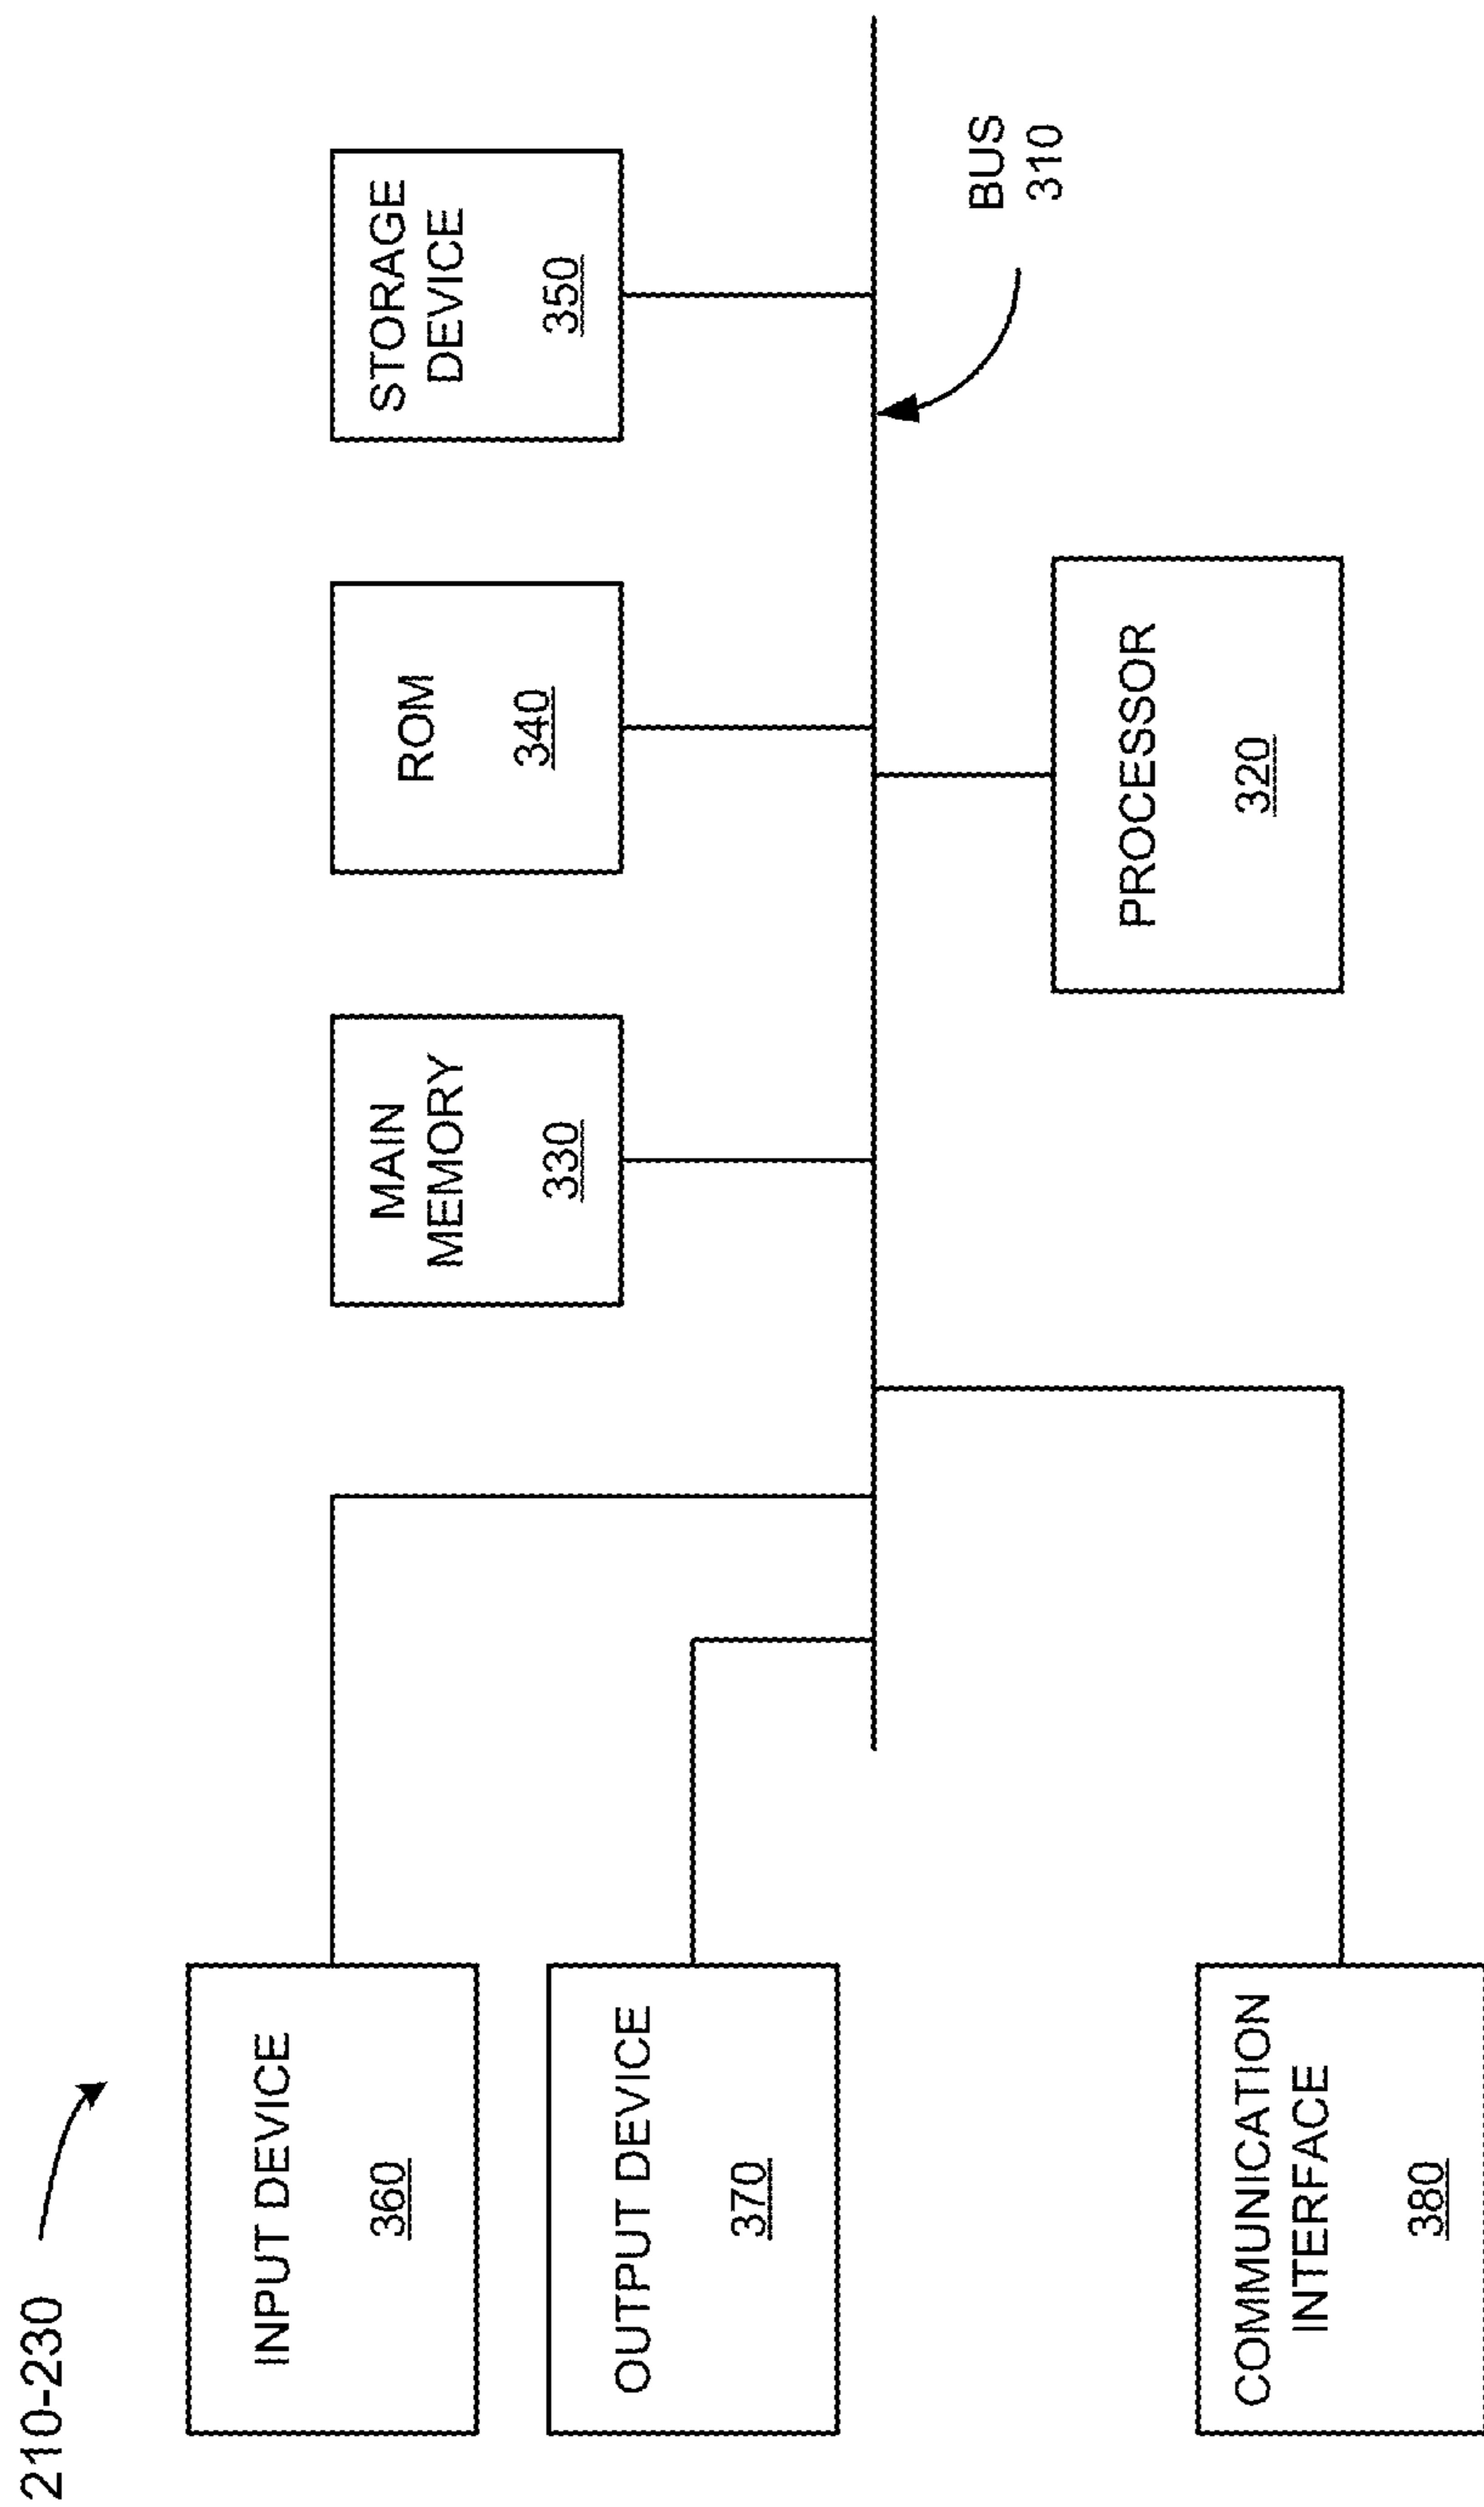 210-230
INPUT DEVICE
360
OUTPUT DEVICE
370
COMMUNICATION
INTERFACE
380
MAIN
MEMORY
330
ROM
340
STORAGE
DEVICE
350
PROCESSOR
320
BUS
310